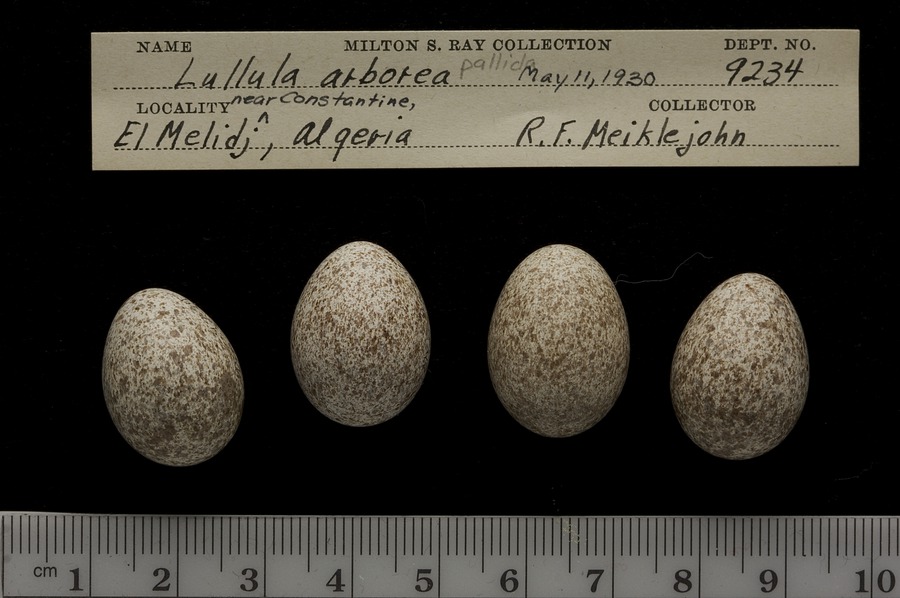 NAME MILTON S. RAY COLLECTION DEPT. NO.
Lullula arborea pallida May 11, 1930 9234
LOCALITY near Constantine, COLLECTOR
El Melidj ^, Algeria R. F. Meiklejohn
cm 1 2 3 4 5 6 7 8 9 10